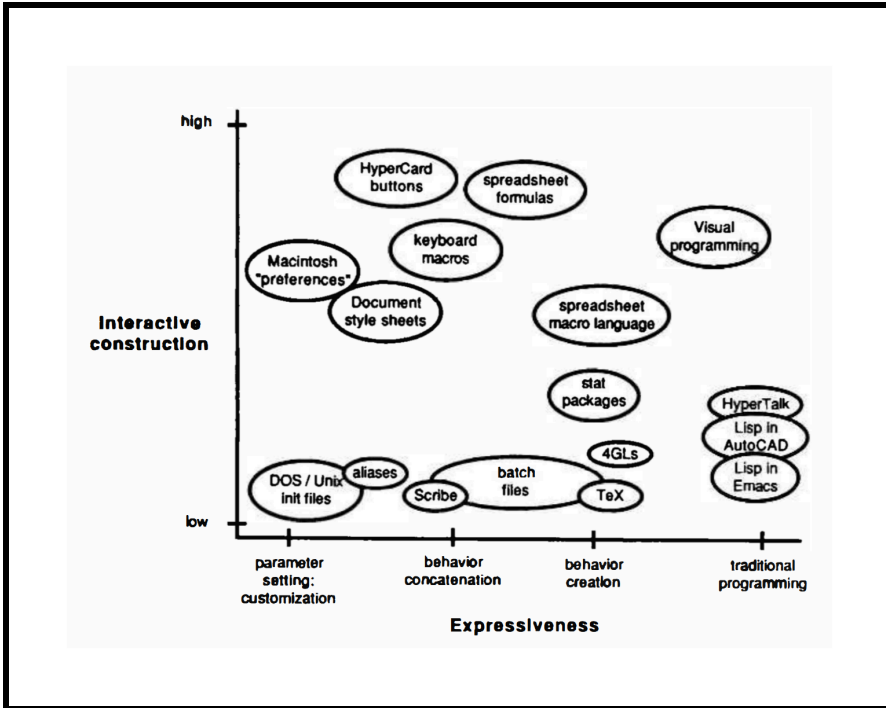 high
HyperCard
buttons
spreadsheet
formulas
Visual
programming
keyboard
macros
Macintosh
"preferences"
Document
style sheets
spreadsheet
macro language
Interactive
construction
stat
packages
HyperTalk
Lisp in
AutoCAD
Lisp in
Emacs
4GLs
DOS / Unix
init files
aliases
Scribe
batch
files
TeX
low
parameter
setting:
customization
behavior
concatenation
behavior
creation
traditional
programming
Expressiveness